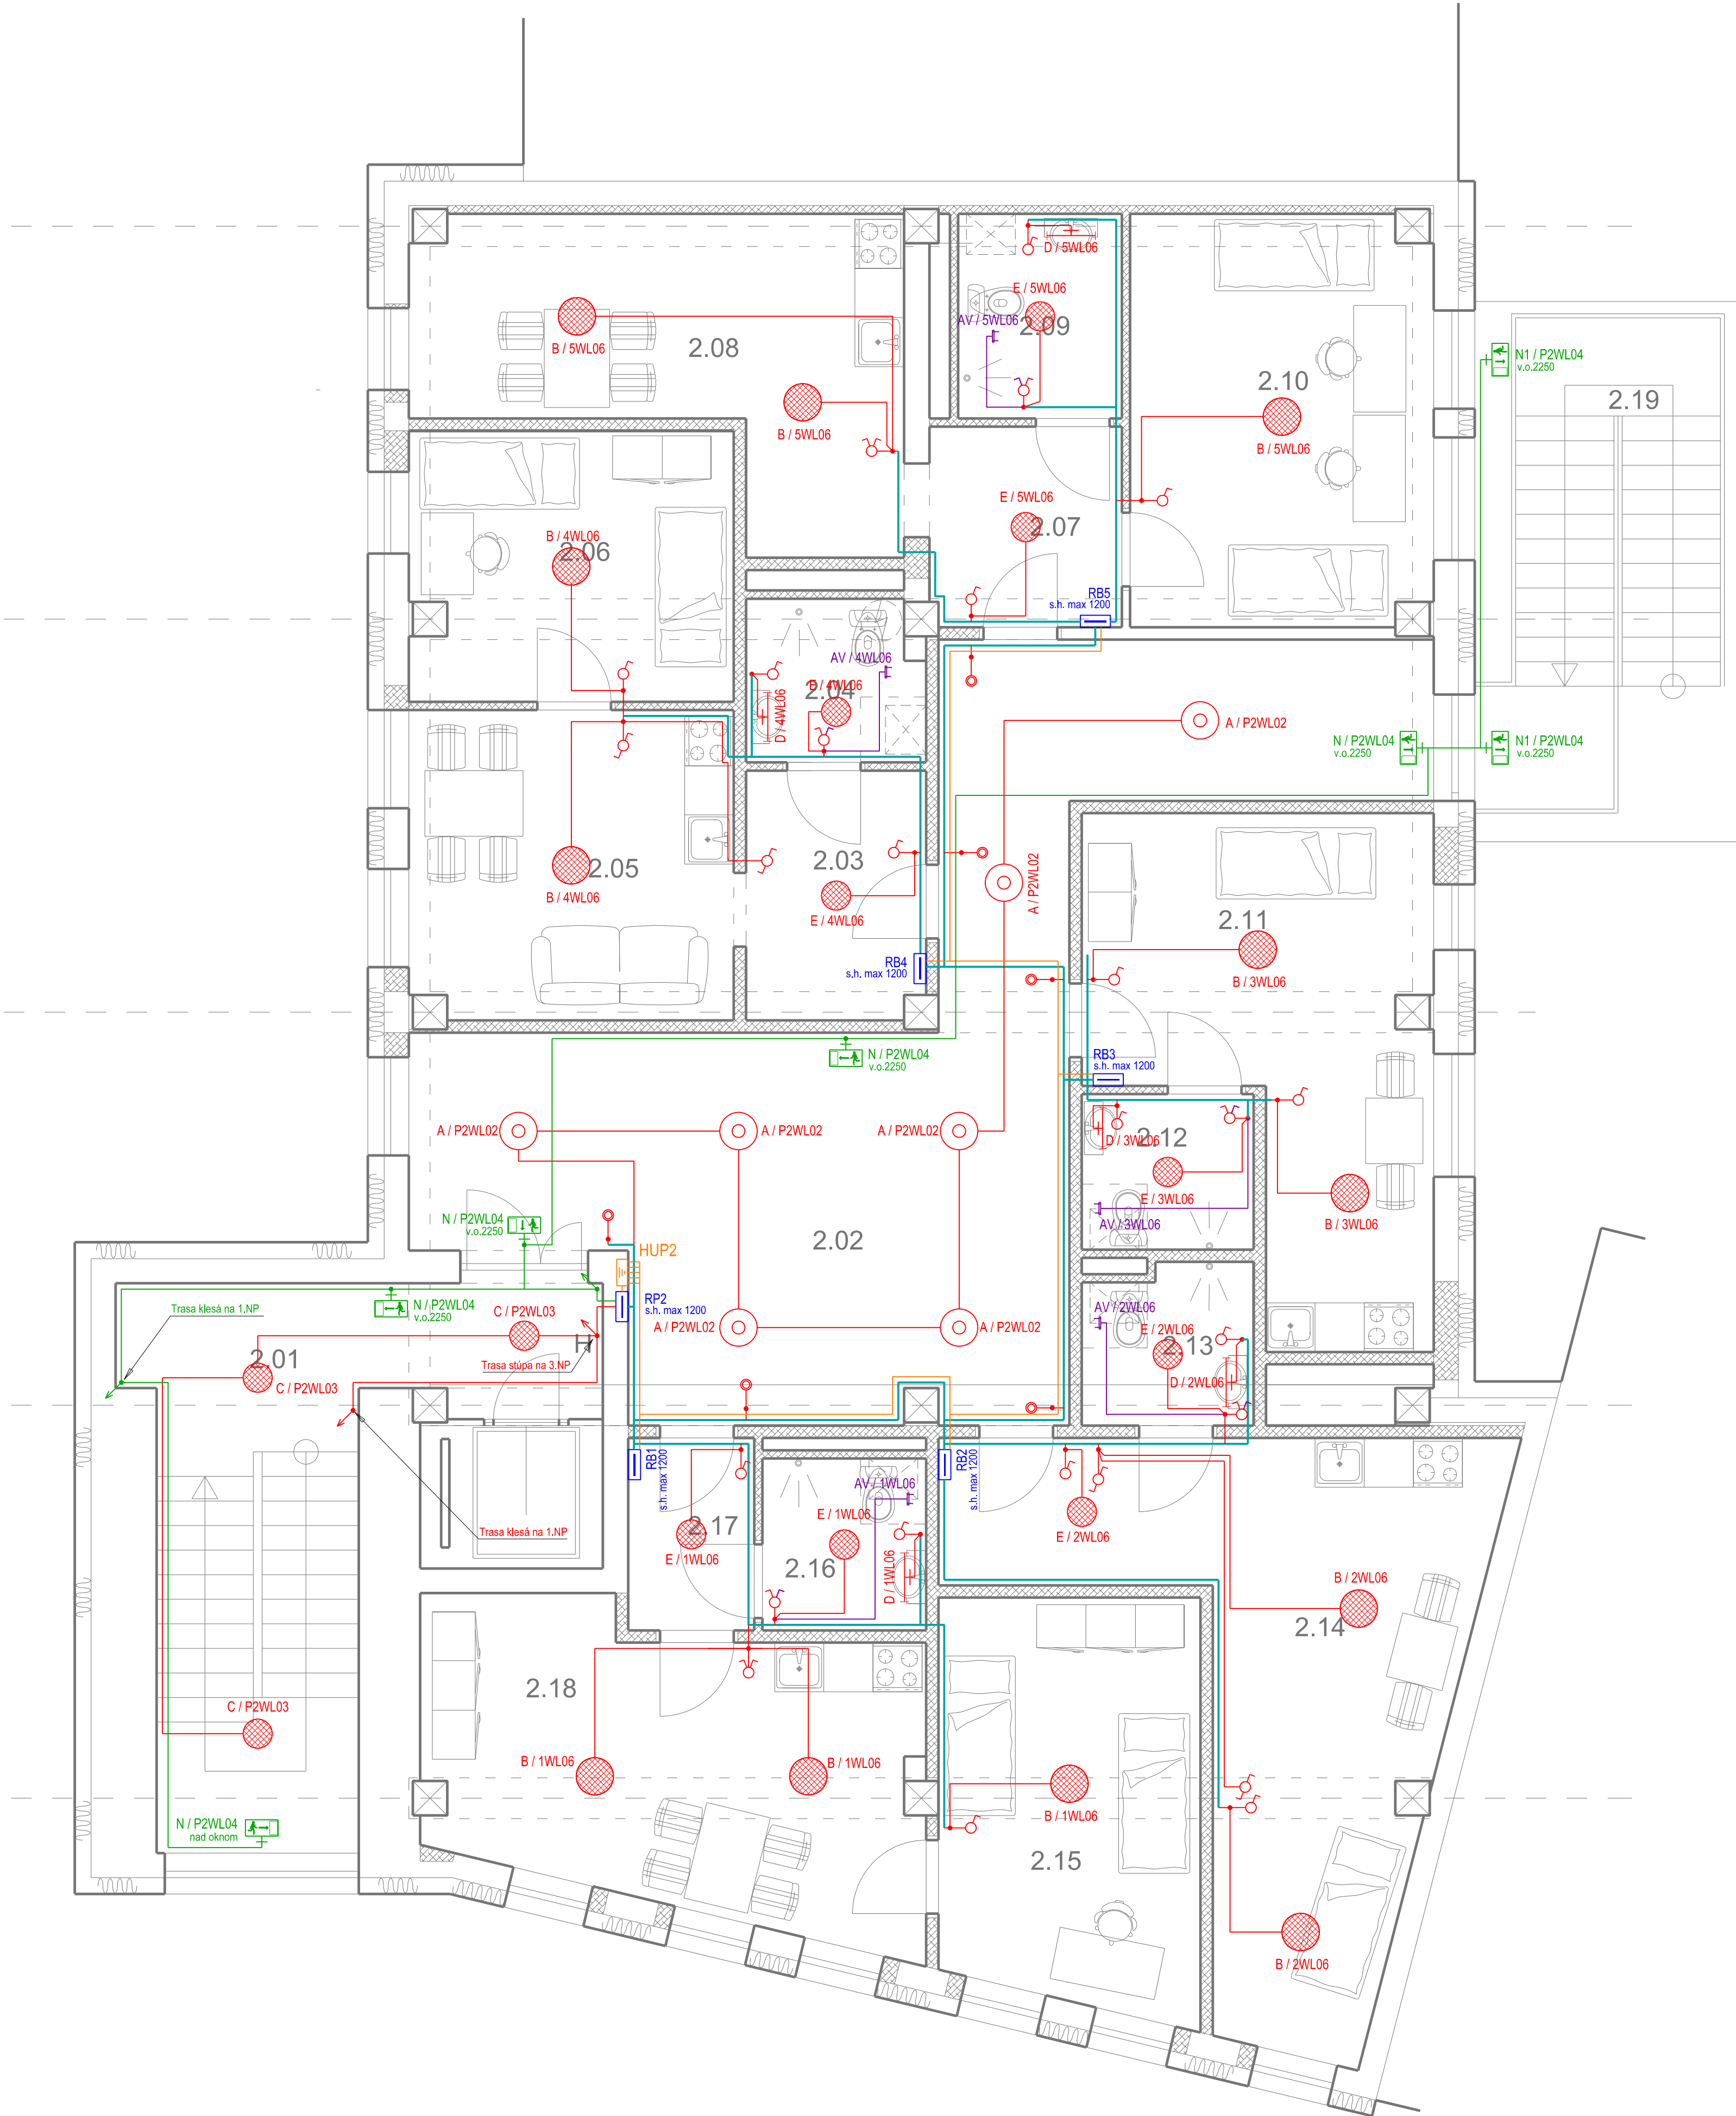 D / 5WL06
E / 5WL06
AV / 5WL06
2.09
B / 5WL06
2.08
B / 5WL06
2.10
B / 5WL06
N1 / P2WL04
v.o.2250
2.19
E / 5WL06
2.07
B / 4WL06
2.06
RB5
s.h. max 1200
AV / 4WL06
E / 4WL06
2.04
D / 4WL06
A / P2WL02
N / P2WL04
v.o.2250
N1 / P2WL04
v.o.2250
2.03
2.05
B / 4WL06
E / 4WL06
A / P2WL02
2.11
B / 3WL06
RB4
s.h. max 1200
N / P2WL04
v.o.2250
RB3
s.h. max 1200
A / P2WL02
A / P2WL02
A / P2WL02
D / 3WL06
2.12
E / 3WL06
AV / 3WL06
B / 3WL06
N / P2WL04
v.o.2250
2.02
HUP2
RP2
s.h. max 1200
Trasa klesá na 1.NP
N / P2WL04
v.o.2250
C / P2WL03
A / P2WL02
A / P2WL02
AV / 2WL06
E / 2WL06
2.13
D / 2WL06
H
2.01
C / P2WL03
Trasa stúpa na 3.NP
RB1
s.h. max 1200
RB2
s.h. max 1200
AV / 1WL06
E / 1WL06
2.17
E / 1WL06
2.16
D / 1WL06
E / 2WL06
Trasa klesá na 1.NP
B / 2WL06
2.14
2.18
C / P2WL03
B / 1WL06
B / 1WL06
B / 1WL06
N / P2WL04
nad oknom
2.15
B / 2WL06